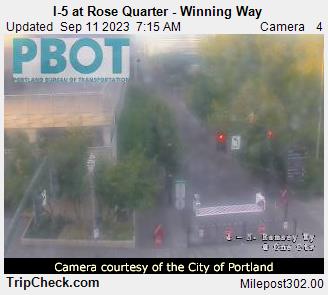 I-5 at Rose Quarter - Winning Way
Updated Sep 11 2023 7:15 AM Camera 4
PBOT
PORTLAND BUREAU OF TRANSPORTATION
Camera courtesy of the City of Portland
TripCheck.com Milepost302.00